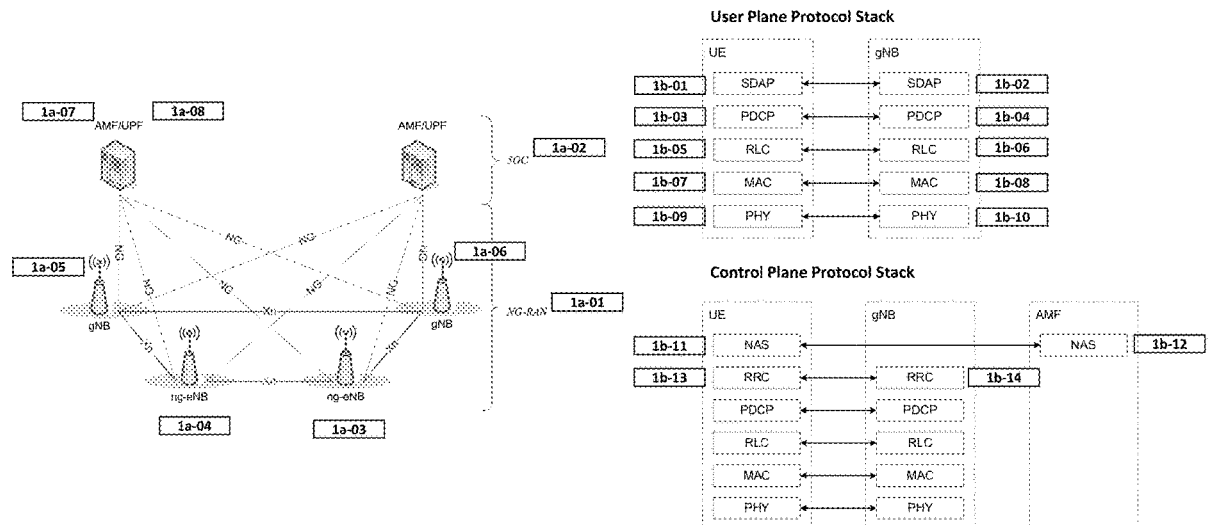 1a-07
1a-08
AMF/UPF
AMF/UPF
5GC
1a-02
NG
NG
NG
NG
NG
NG
NG
NG
1a-05
1a-06
gNB
Xn
gNB
NG-RAN
1a-01
Xn
Xn
Xn
ng-eNB
ng-eNB
1a-04
1a-03
User Plane Protocol Stack
UE
gNB
1b-01
SDAP
SDAP
1b-02
1b-03
PDCP
PDCP
1b-04
1b-05
RLC
RLC
1b-06
1b-07
MAC
MAC
1b-08
1b-09
PHY
PHY
1b-10
Control Plane Protocol Stack
UE
gNB
AMF
1b-11
NAS
NAS
1b-12
1b-13
RRC
RRC
1b-14
PDCP
PDCP
RLC
RLC
MAC
MAC
PHY
PHY